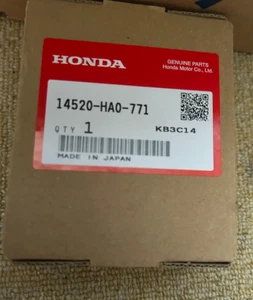 HONDA
GENUINE PARTS
Honda Motor Co., Ltd.
14520-HA0-771
QTY 1 KB3C14
MADE IN JAPAN